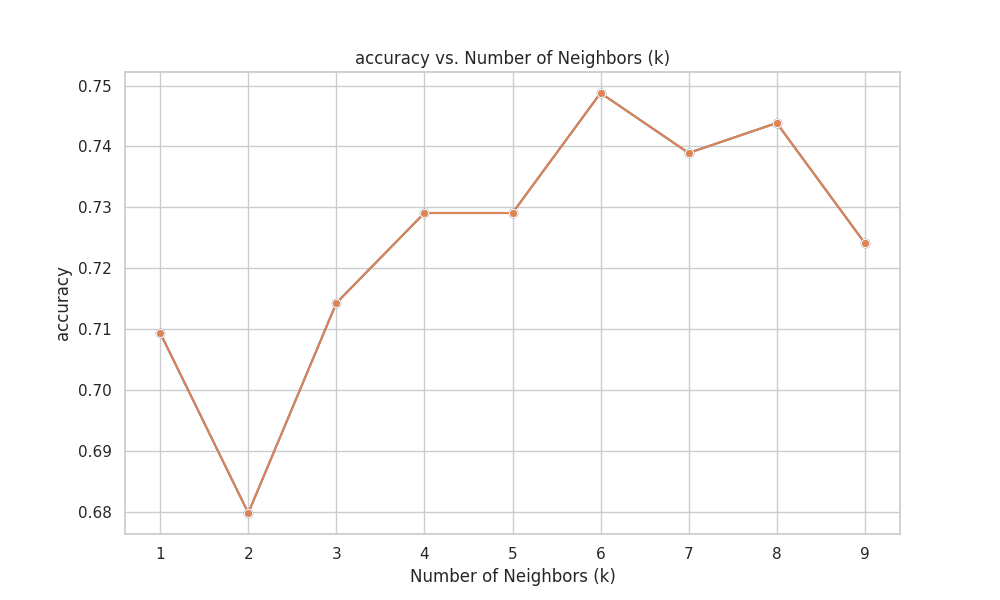 accuracy vs. Number of Neighbors (k)
0.75
0.74
0.73
0.72
0.71
0.70
0.69
0.68
accuracy
1 2 3 4 5 6 7 8 9
Number of Neighbors (k)